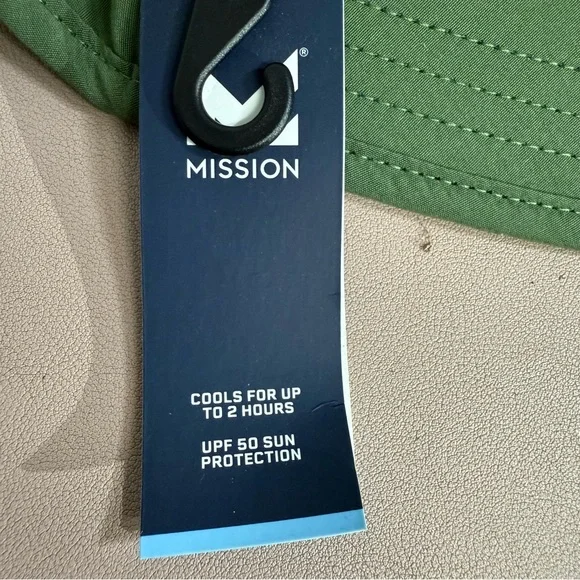 ®
MISSION
COOLS FOR UP
TO 2 HOURS
UPF 50 SUN
PROTECTION